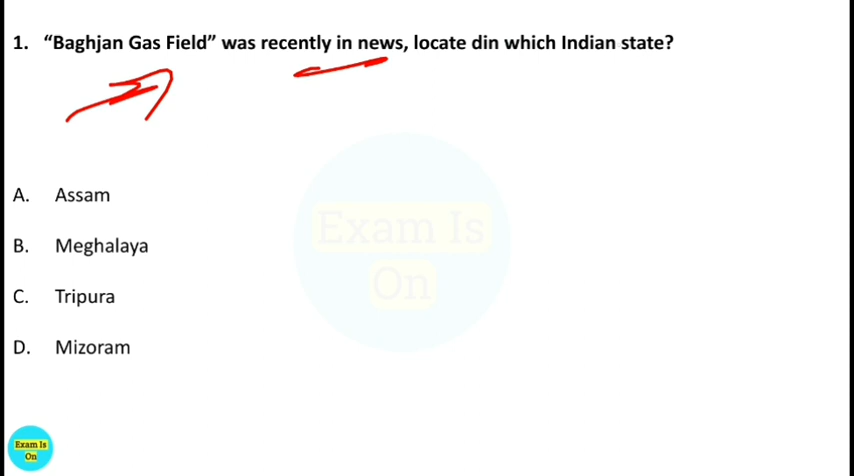 1. “Baghjan Gas Field” was recently in news, locate din which Indian state?
A. Assam
B. Meghalaya
C. Tripura
D. Mizoram
Exam Is
On
Exam Is
On